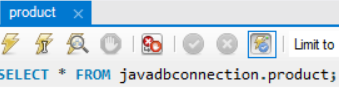 product
Limit to
SELECT * FROM javadbconnection.product;